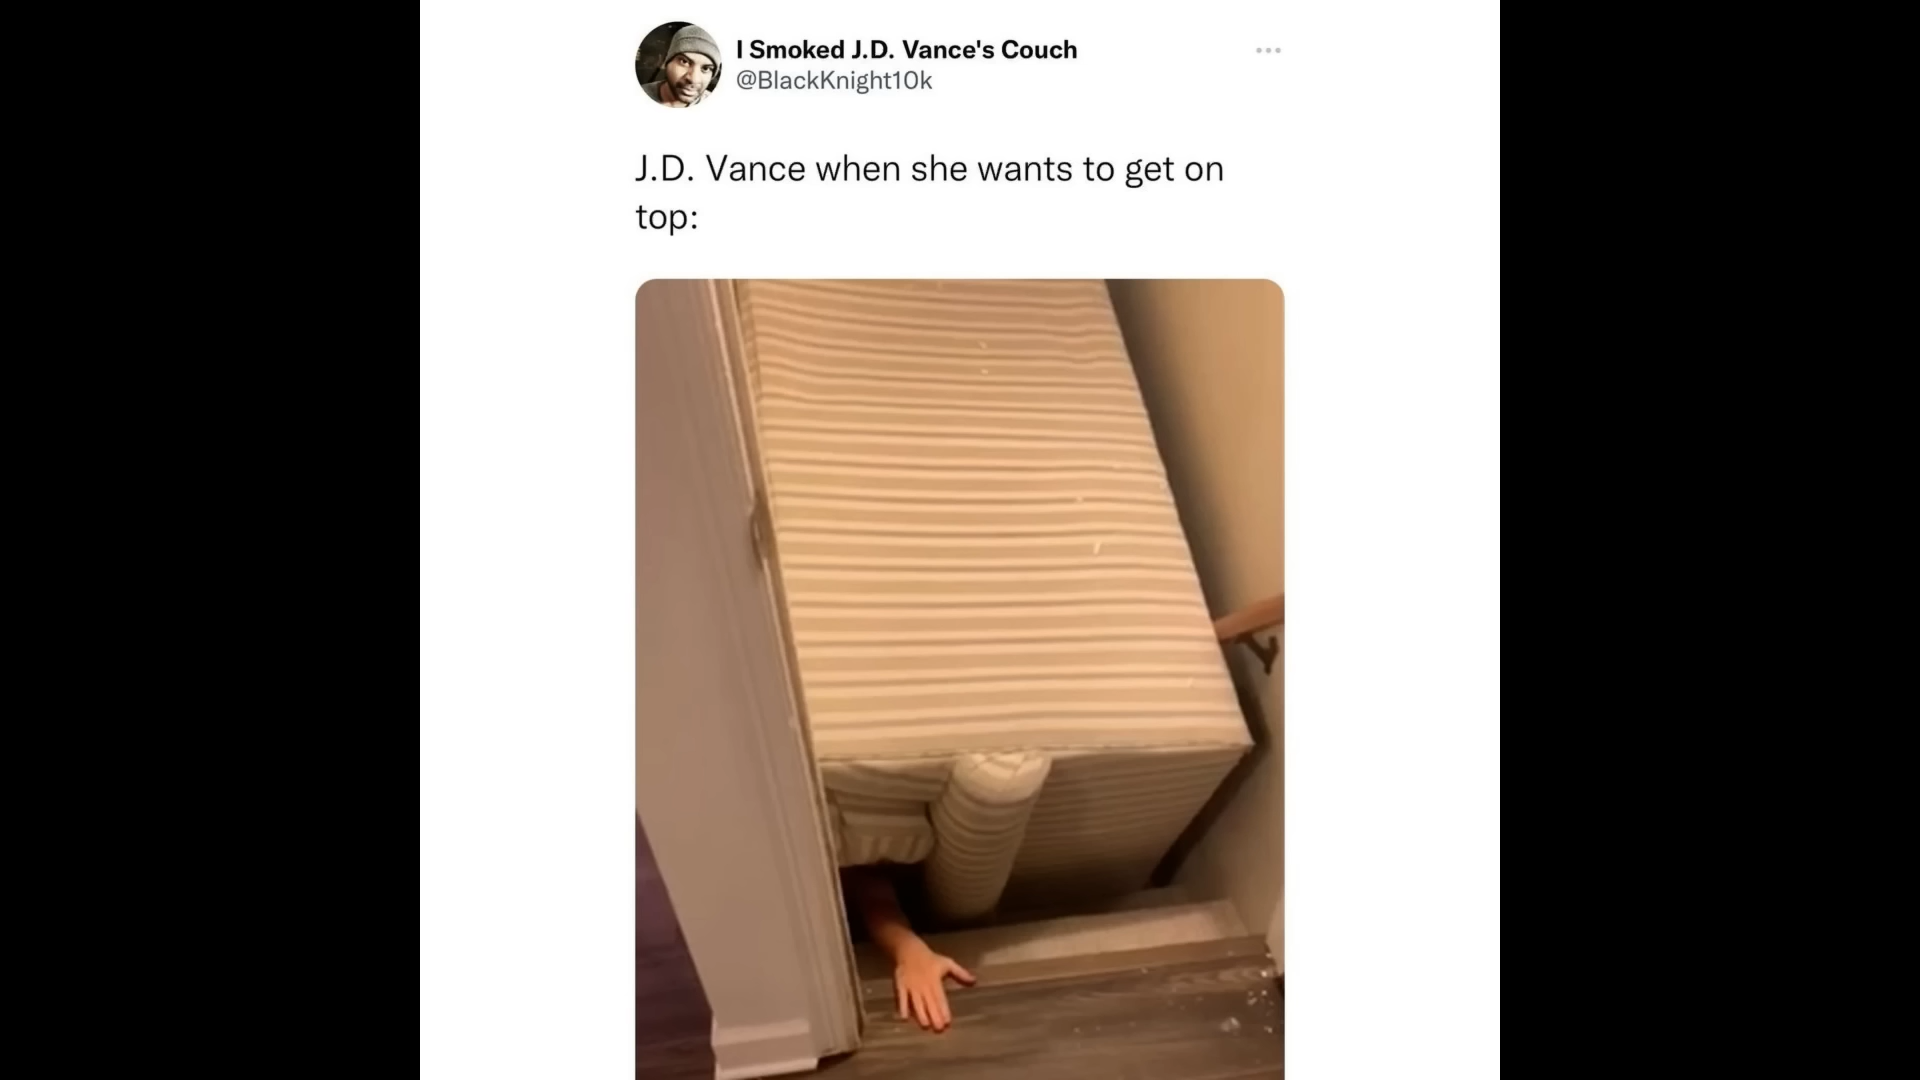 I Smoked J.D. Vance's Couch
@BlackKnight10k
J.D. Vance when she wants to get on
top: